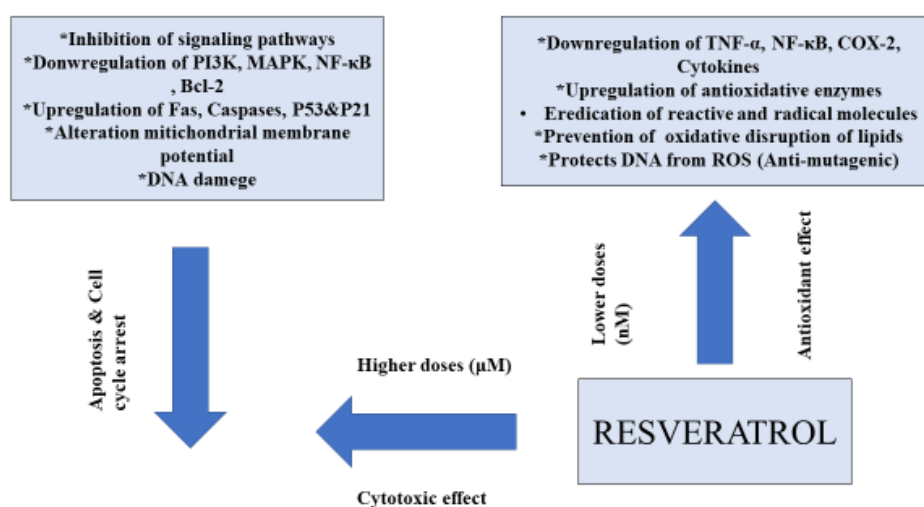 *Inhibition of signaling pathways
*Donwregulation of PI3K, MAPK, NF-κB
, Bcl-2
*Upregulation of Fas, Caspases, P53&P21
*Alteration mitichondrial membrane
potential
*DNA damege
*Downregulation of TNF-α, NF-κB, COX-2,
Cytokines
*Upregulation of antioxidative enzymes
• Eredication of reactive and radical molecules
*Prevention of oxidative disruption of lipids
*Protects DNA from ROS (Anti-mutagenic)
Apoptosis & Cell
cycle arrest
Higher doses (μM)
Cytotoxic effect
Lower doses
(nM)
Antioxidant effect
RESVERATROL